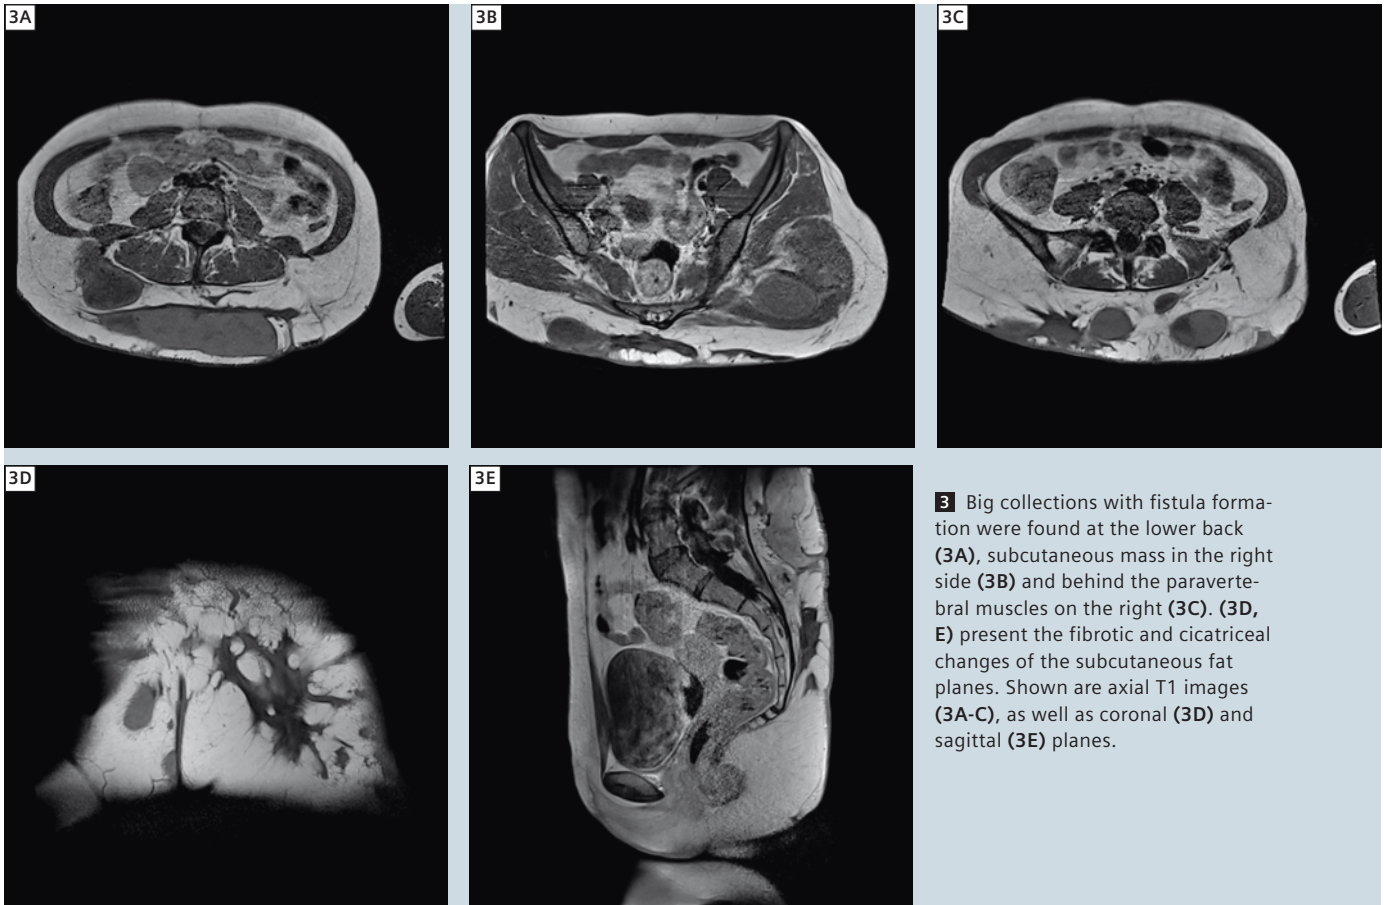 3A
3B
3C
3D
3E
3 Big collections with fistula forma-
tion were found at the lower back
(3A), subcutaneous mass in the right
side (3B) and behind the paraverte-
bral muscles on the right (3C). (3D,
E) present the fibrotic and cicatriceal
changes of the subcutaneous fat
planes. Shown are axial T1 images
(3A-C), as well as coronal (3D) and
sagittal (3E) planes.